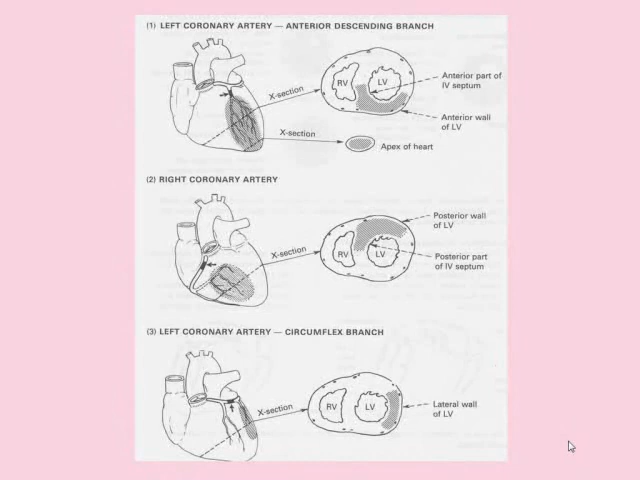 (1) LEFT CORONARY ARTERY — ANTERIOR DESCENDING BRANCH
X-section
RV
LV
Anterior part of
IV septum
Anterior wall
of LV
X-section
Apex of heart
(2) RIGHT CORONARY ARTERY
Posterior wall
of LV
X-section
RV
LV
Posterior part
of IV septum
(3) LEFT CORONARY ARTERY — CIRCUMFLEX BRANCH
X-section
RV
LV
Lateral wall
of LV